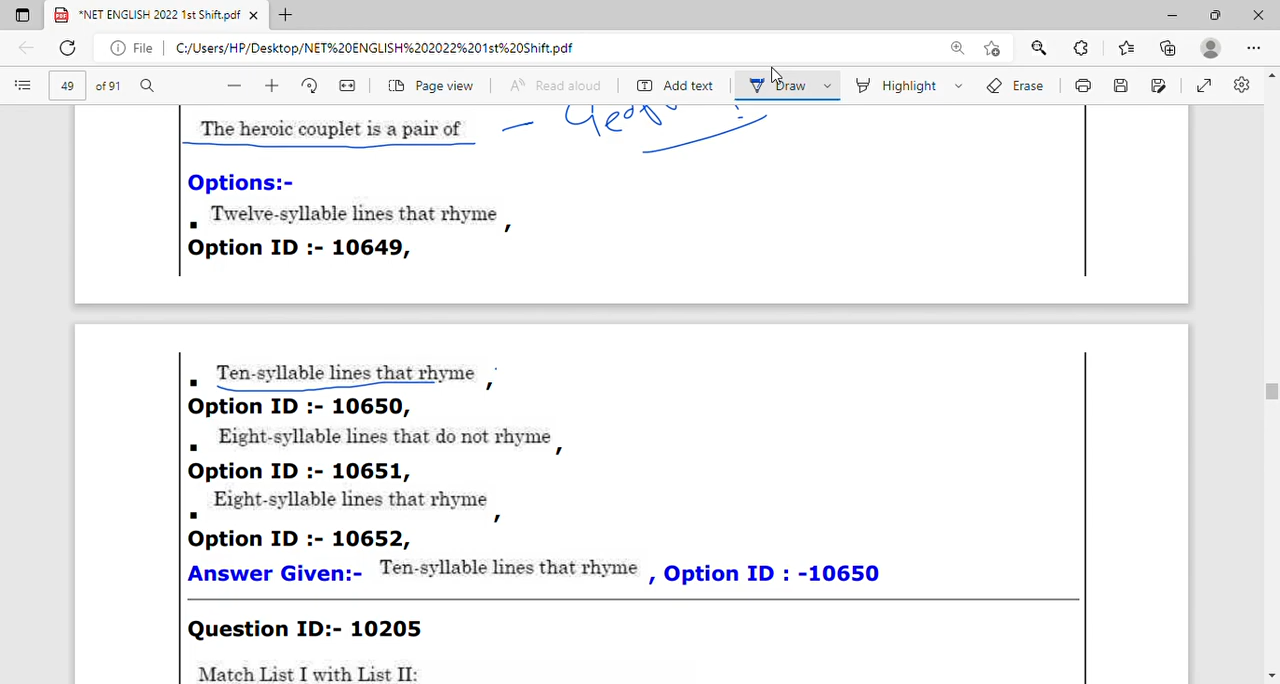 *NET ENGLISH 2022 1st Shift.pdf
File C:/Users/HP/Desktop/NET%20ENGLISH%202022%201st%20Shift.pdf
49 of 91 Page view Read aloud Add text Draw Highlight Erase
The heroic couplet is a pair of
Options:-
Twelve-syllable lines that rhyme ,
Option ID :- 10649,
Ten-syllable lines that rhyme ,
Option ID :- 10650,
Eight-syllable lines that do not rhyme ,
Option ID :- 10651,
Eight-syllable lines that rhyme ,
Option ID :- 10652,
Answer Given:- Ten-syllable lines that rhyme , Option ID : -10650
Question ID:- 10205
Match List I with List II: